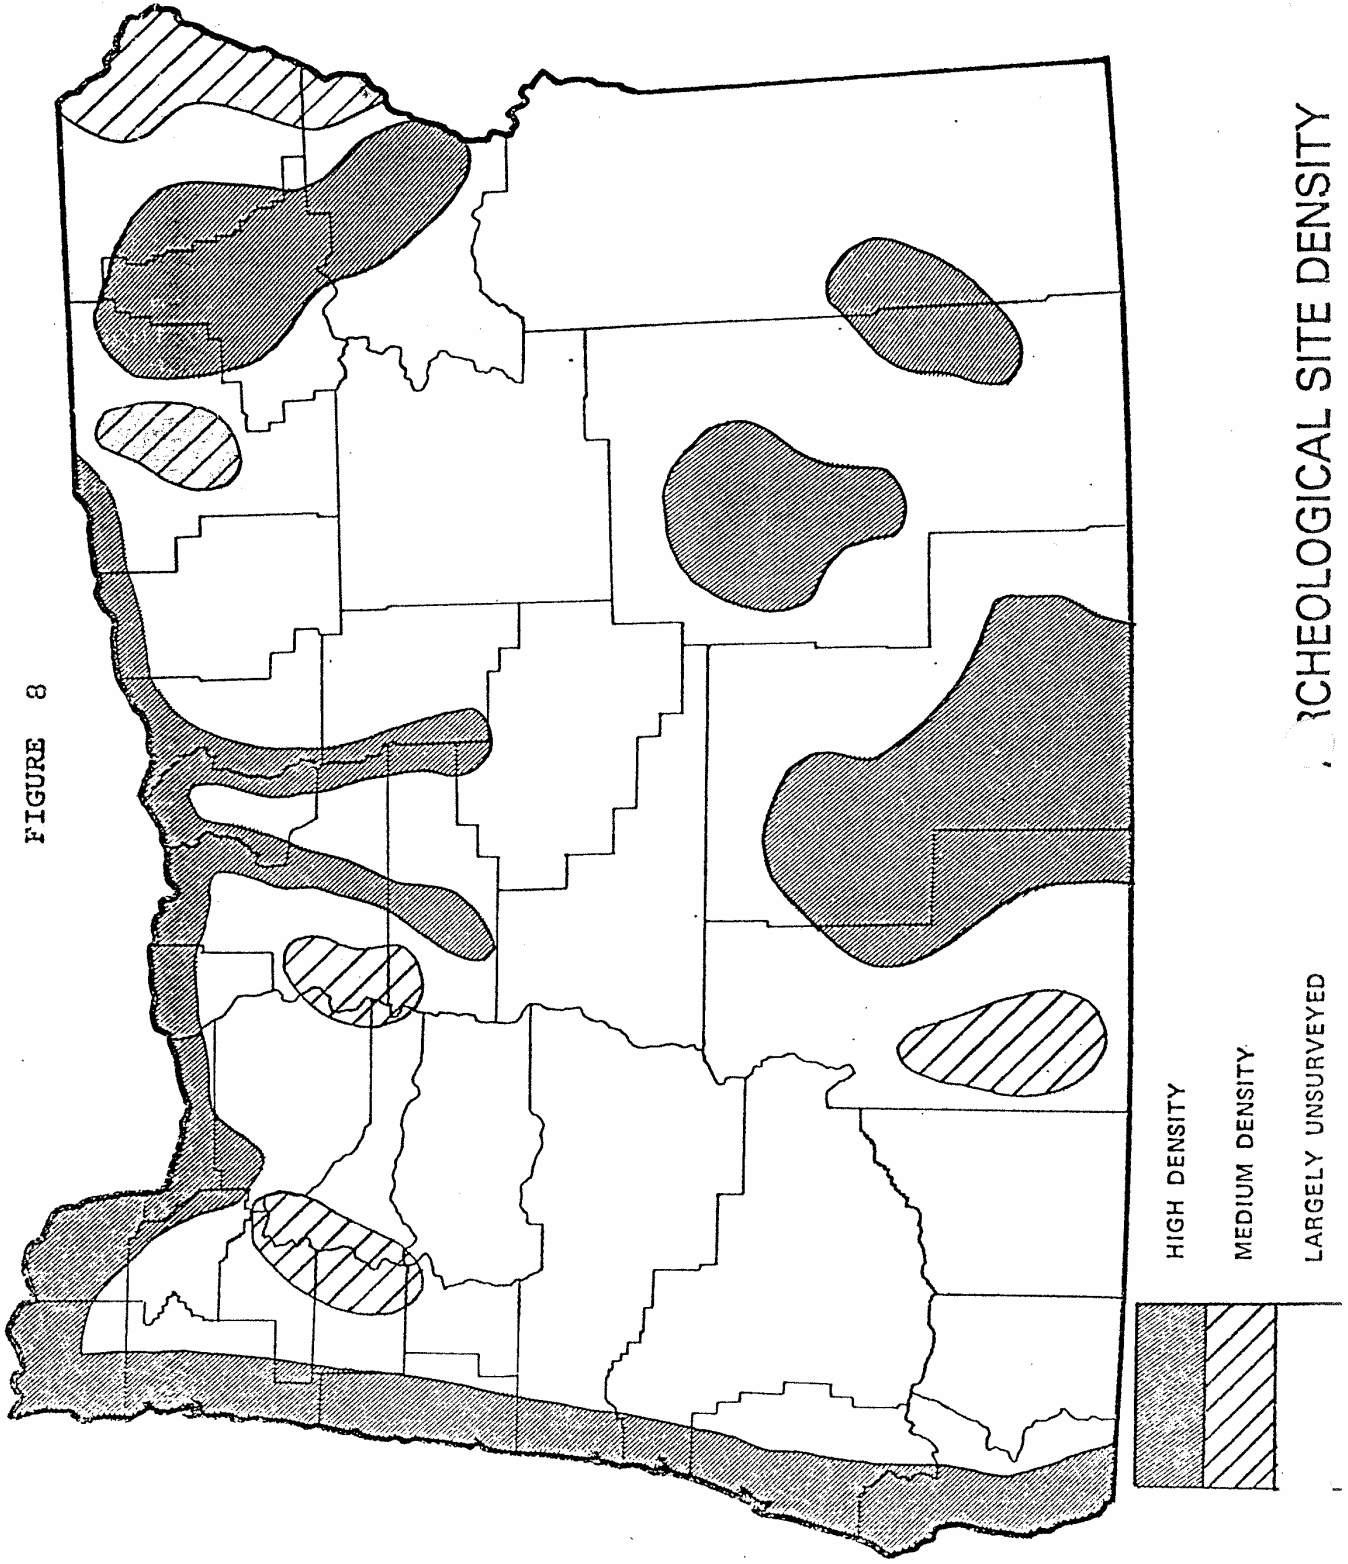 FIGURE 8
RCHEOLOGICAL SITE DENSITY
HIGH DENSITY
MEDIUM DENSITY
LARGELY UNSURVEYED